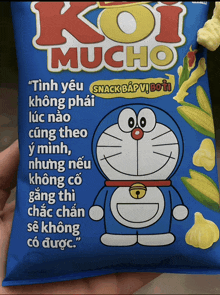 KOI
MUCHO
SNACK BẮP VỊ BƠ TỎI
"Tình yêu
không phải
lúc nào
cũng theo
ý mình,
nhưng nếu
không cố
gắng thì
chắc chắn
sẽ không
có được."